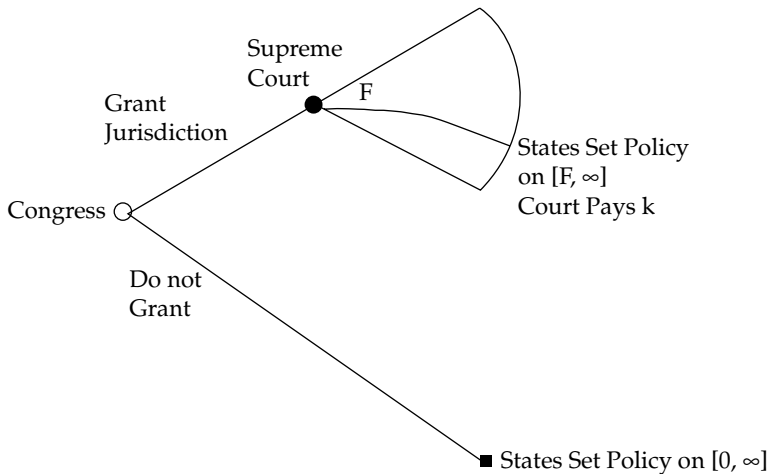 Supreme
Court
F
Grant
Jurisdiction
States Set Policy
on [F, ∞]
Court Pays k
Congress
Do not
Grant
States Set Policy on [0, ∞]